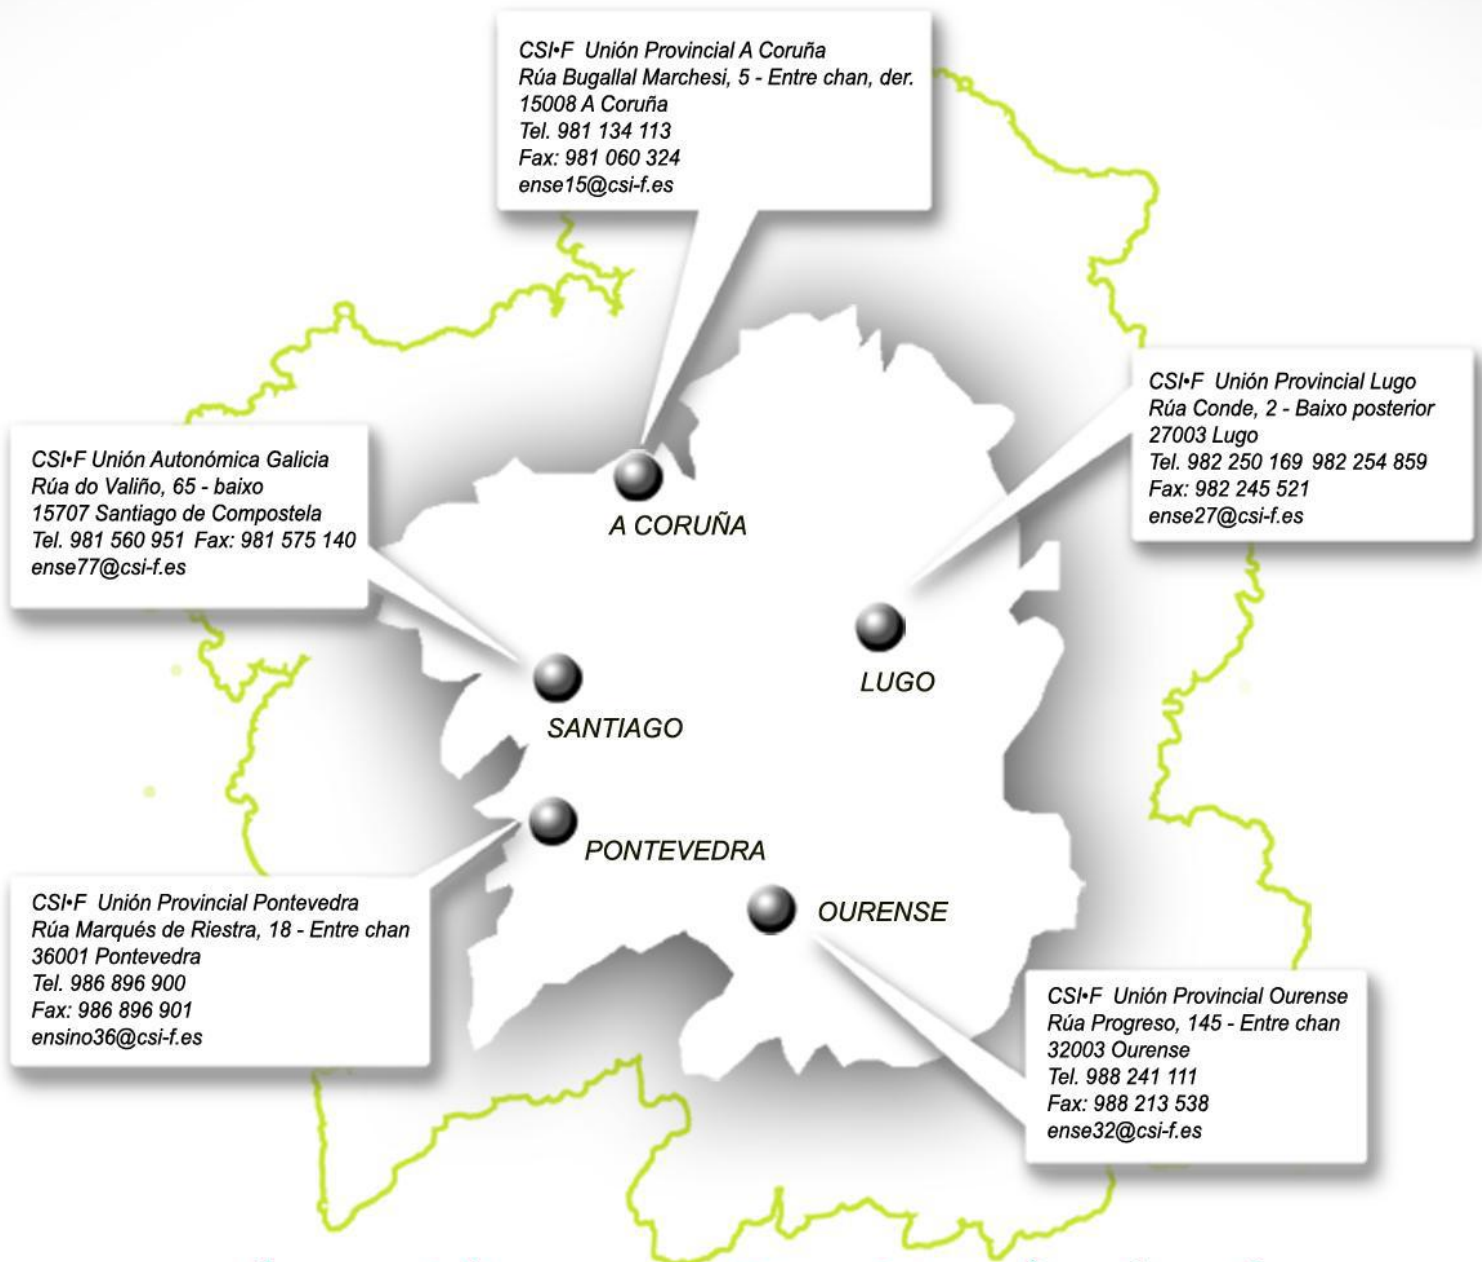 CSI•F Unión Provincial A Coruña
Rúa Bugallal Marchesi, 5 - Entre chan, der.
15008 A Coruña
Tel. 981 134 113
Fax: 981 060 324
ense15@csi-f.es
CSI•F Unión Provincial Lugo
Rúa Conde, 2 - Baixo posterior
27003 Lugo
Tel. 982 250 169 982 254 859
Fax: 982 245 521
ense27@csi-f.es
CSI•F Unión Autonómica Galicia
Rúa do Valiño, 65 - baixo
15707 Santiago de Compostela
Tel. 981 560 951 Fax: 981 575 140
ense77@csi-f.es
A CORUÑA
LUGO
SANTIAGO
PONTEVEDRA
OURENSE
CSI•F Unión Provincial Pontevedra
Rúa Marqués de Riestra, 18 - Entre chan
36001 Pontevedra
Tel. 986 896 900
Fax: 986 896 901
ensino36@csi-f.es
CSI•F Unión Provincial Ourense
Rúa Progreso, 145 - Entre chan
32003 Ourense
Tel. 988 241 111
Fax: 988 213 538
ense32@csi-f.es